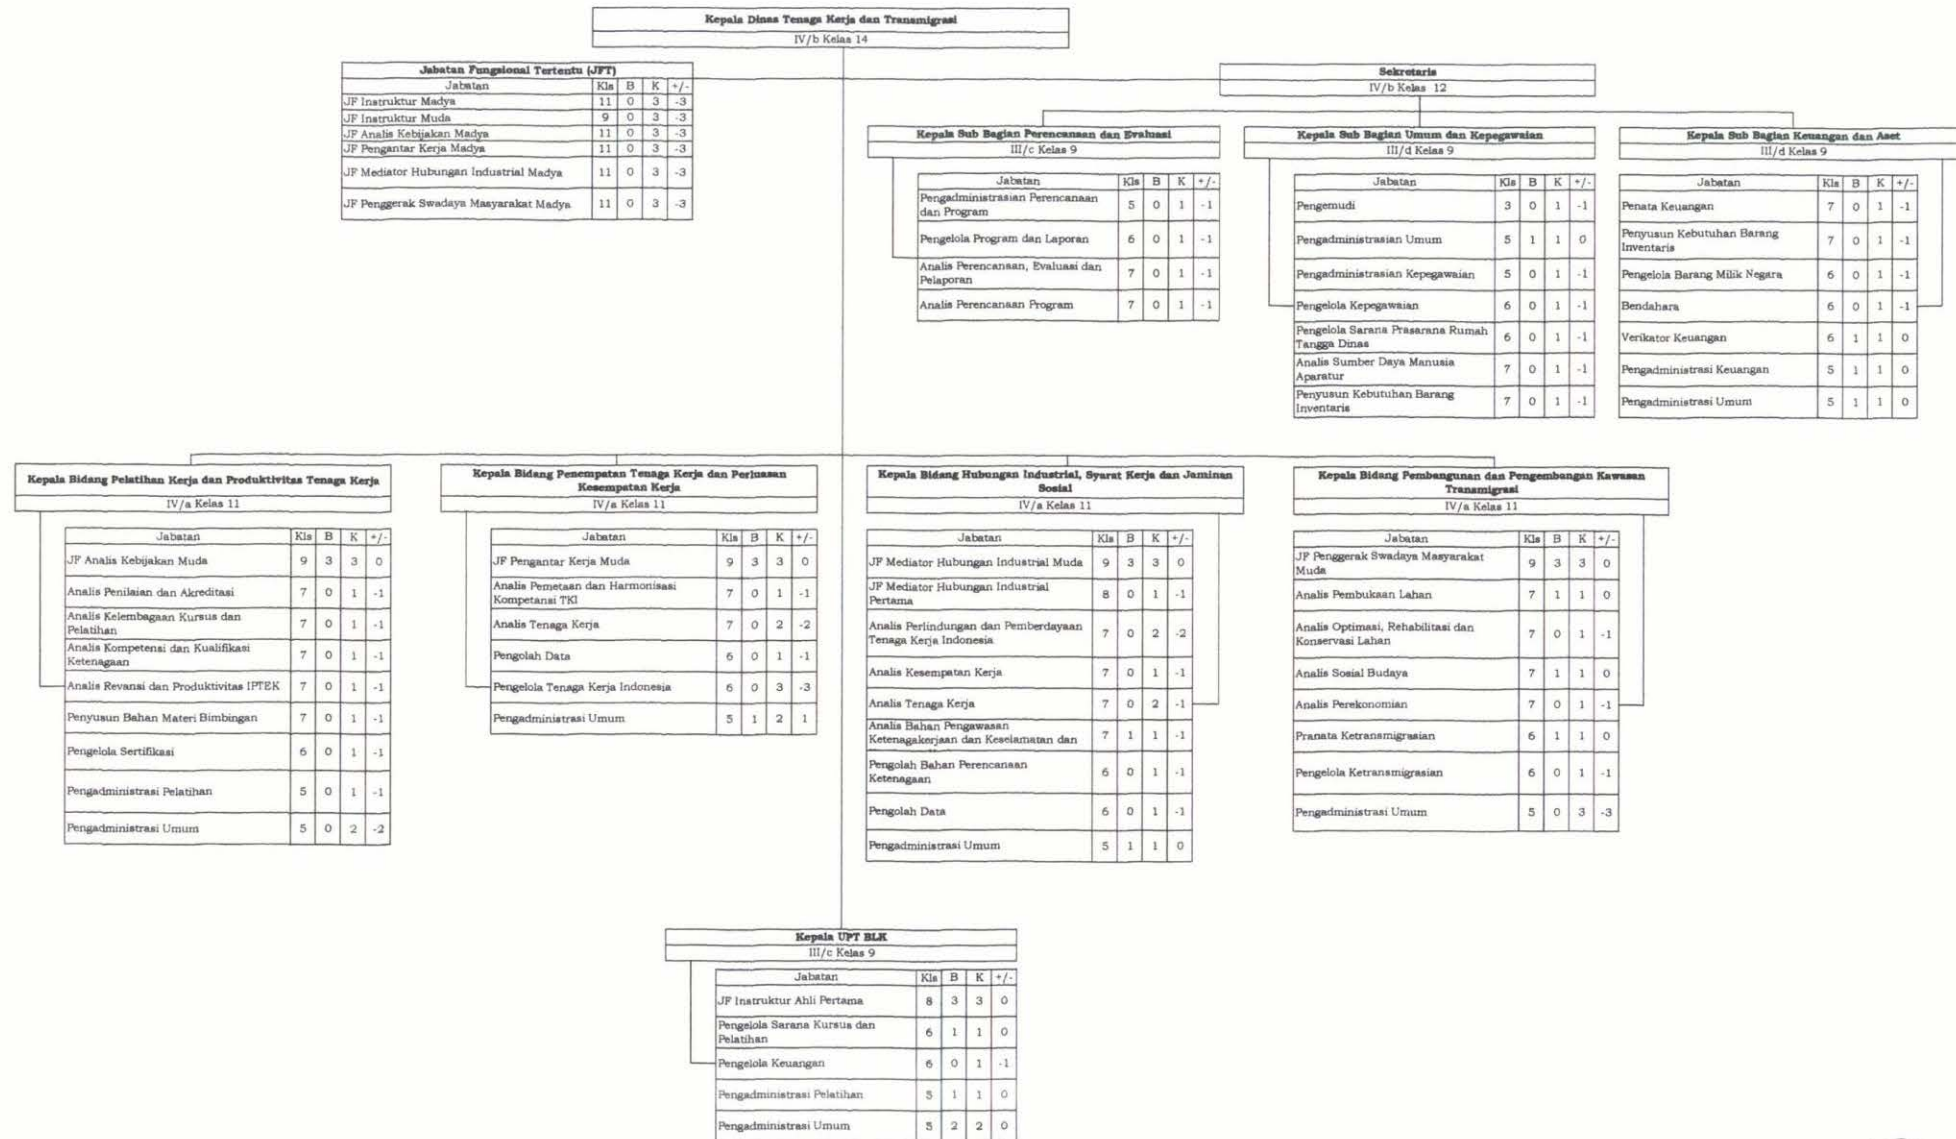 Kepala Dinas Tenaga Kerja dan Transmigrasi
IV/b Kelas 14
Jabatan Fungsional Tertentu (JFT)
Jabatan Kls B K +/-
JF Instruktur Madya 11 0 3 -3
JF Instruktur Muda 9 0 3 -3
JF Analis Kebijakan Madya 11 0 3 -3
JF Pengantar Kerja Madya 11 0 3 -3
JF Mediator Hubungan Industrial Madya 11 0 3 -3
JF Penggerak Swadaya Masyarakat Madya 11 0 3 -3
Sekretaris
IV/b Kelas 12
Kepala Sub Bagian Perencanaan dan Evaluasi
III/c Kelas 9
Jabatan Kls B K +/-
Pengadministrasian Perencanaan
dan Program 5 0 1 -1
Pengelola Program dan Laporan 6 0 1 -1
Analis Perencanaan, Evaluasi dan
Pelaporan 7 0 1 -1
Analis Perencanaan Program 7 0 1 -1
Kepala Sub Bagian Umum dan Kepegawaian
III/d Kelas 9
Jabatan Kls B K +/-
Pengemudi 3 0 1 -1
Pengadministrasian Umum 5 1 1 0
Pengadministrasian Kepegawaian 5 0 1 -1
Pengelola Kepegawaian 6 0 1 -1
Pengelola Sarana Prasarana Rumah
Tangga Dinas 6 0 1 -1
Analis Sumber Daya Manusia
Aparatur 7 0 1 -1
Penyusun Kebutuhan Barang
Inventaris 7 0 1 -1
Kepala Sub Bagian Keuangan dan Aset
III/d Kelas 9
Jabatan Kls B K +/-
Penata Keuangan 7 0 1 -1
Penyusun Kebutuhan Barang
Inventaris 7 0 1 -1
Pengelola Barang Milik Negara 6 0 1 -1
Bendahara 6 0 1 -1
Verikator Keuangan 6 1 1 0
Pengadministrasi Keuangan 5 1 1 0
Pengadministrasi Umum 5 1 1 0
Kepala Bidang Pelatihan Kerja dan Produktivitas Tenaga Kerja
IV/a Kelas 11
Jabatan Kls B K +/-
JF Analis Kebijakan Muda 9 3 3 0
Analis Penilaian dan Akreditasi 7 0 1 -1
Analis Kelembagaan Kursus dan
Pelatihan 7 0 1 -1
Analis Kompetensi dan Kualifikasi
Ketenagaan 7 0 1 -1
Analis Revansi dan Produktivitas IPTEK 7 0 1 -1
Penyusun Bahan Materi Bimbingan 7 0 1 -1
Pengelola Sertifikasi 6 0 1 -1
Pengadministrasi Pelatihan 5 0 1 -1
Pengadministrasi Umum 5 0 2 -2
Kepala Bidang Penempatan Tenaga Kerja dan Perluasan
Kesempatan Kerja
IV/a Kelas 11
Jabatan Kls B K +/-
JF Pengantar Kerja Muda 9 3 3 0
Analis Pemetaan dan Harmonisasi
Kompetansi TKI 7 0 1 -1
Analis Tenaga Kerja 7 0 2 -2
Pengolah Data 6 0 1 -1
Pengelola Tenaga Kerja Indonesia 6 0 3 -3
Pengadministrasi Umum 5 1 2 1
Kepala Bidang Hubungan Industrial, Syarat Kerja dan Jaminan
Sosial
IV/a Kelas 11
Jabatan Kls B K +/-
JF Mediator Hubungan Industrial Muda 9 3 3 0
JF Mediator Hubungan Industrial
Pertama 8 0 1 -1
Analis Perlindungan dan Pemberdayaan
Tenaga Kerja Indonesia 7 0 2 -2
Analis Kesempatan Kerja 7 0 1 -1
Analis Tenaga Kerja 7 0 2 -1
Analis Bahan Pengawasan
Ketenagakerjaan dan Keselamatan dan 7 1 1 -1
Pengolah Bahan Perencanaan
Ketenagaan 6 0 1 -1
Pengolah Data 6 0 1 -1
Pengadministrasi Umum 5 1 1 0
Kepala Bidang Pembangunan dan Pengembangan Kawasan
Transmigrasi
IV/a Kelas 11
Jabatan Kls B K +/-
JF Penggerak Swadaya Masyarakat
Muda 9 3 3 0
Analis Pembukaan Lahan 7 1 1 0
Analis Optimasi, Rehabilitasi dan
Konservasi Lahan 7 0 1 -1
Analis Sosial Budaya 7 1 1 0
Analis Perekonomian 7 0 1 -1
Pranata Ketransmigrasian 6 1 1 0
Pengelola Ketransmigrasian 6 0 1 -1
Pengadministrasi Umum 5 0 3 -3
Kepala UPT BLK
III/c Kelas 9
Jabatan Kls B K +/-
JF Instruktur Ahli Pertama 8 3 3 0
Pengelola Sarana Kursus dan
Pelatihan 6 1 1 0
Pengelola Keuangan 6 0 1 -1
Pengadministrasi Pelatihan 5 1 1 0
Pengadministrasi Umum 5 2 2 0